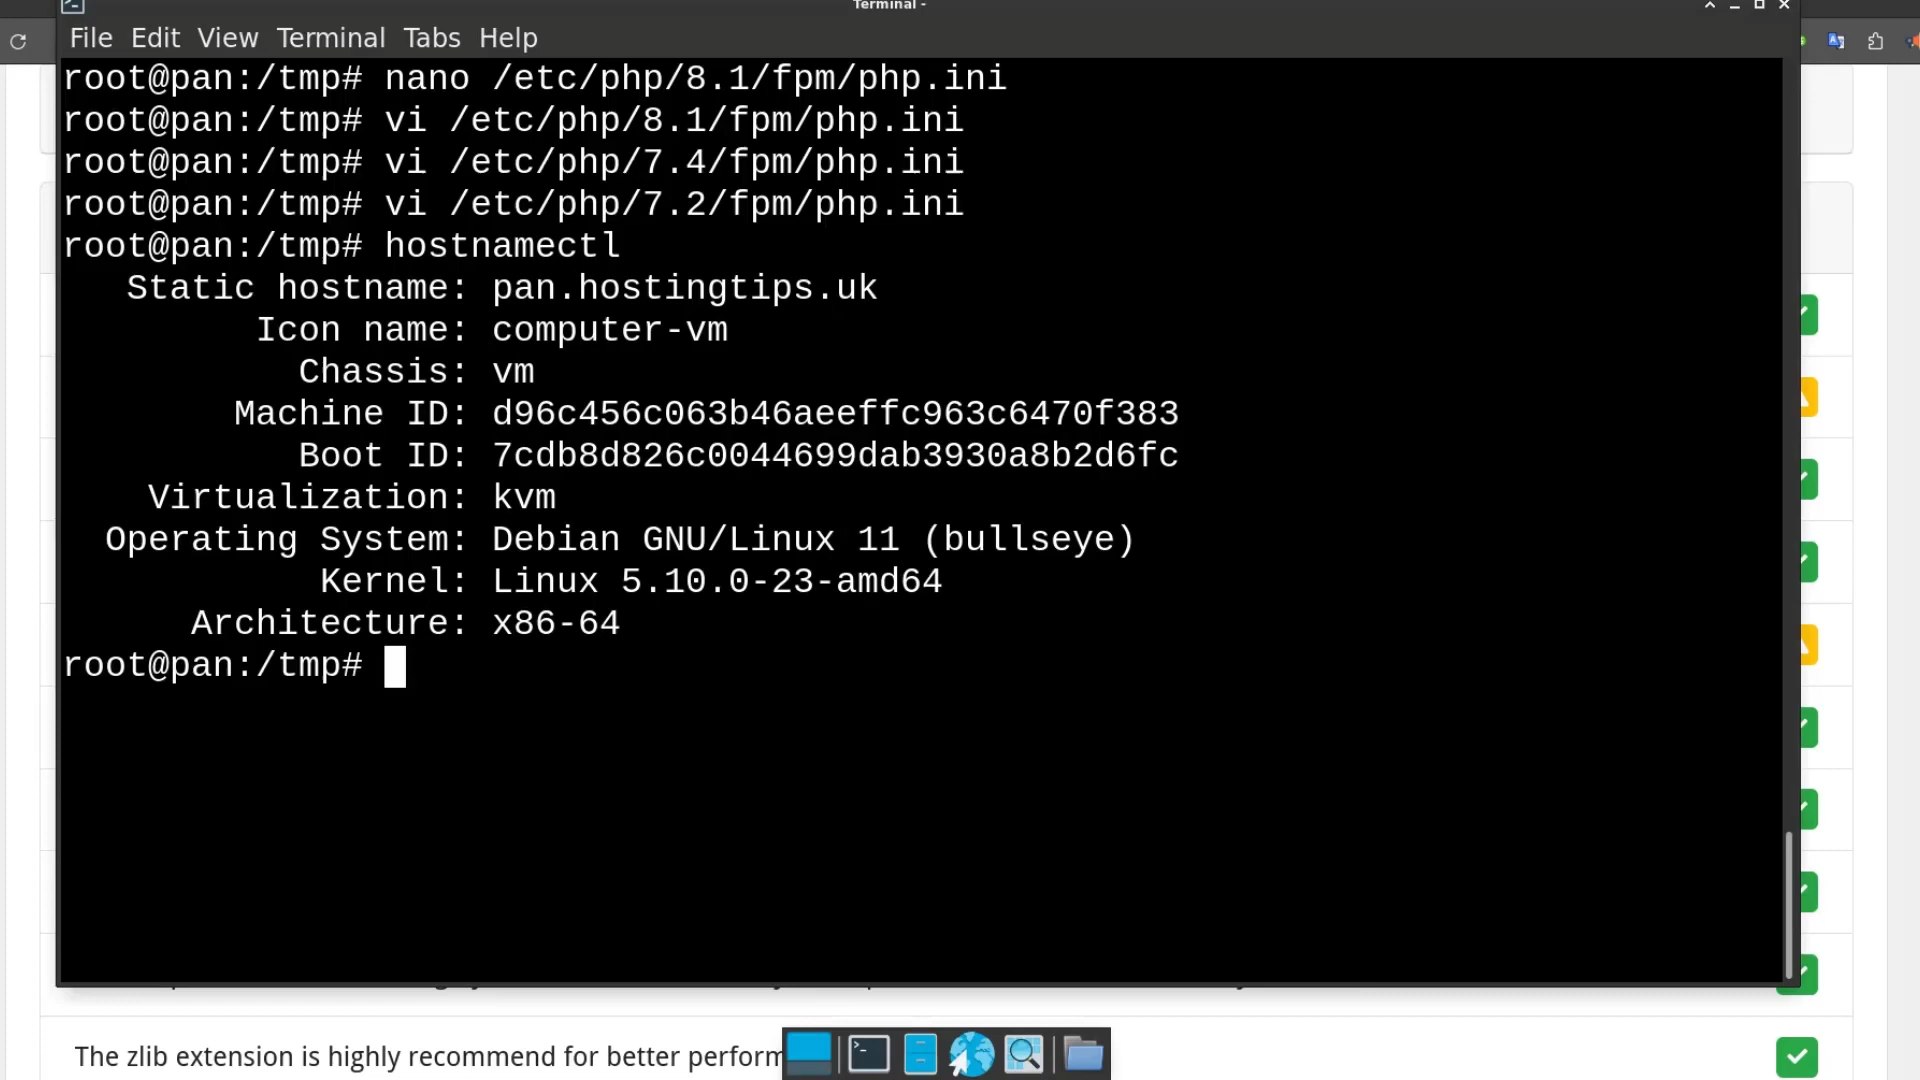 Terminal -
File Edit View Terminal Tabs Help
root@pan:/tmp# nano /etc/php/8.1/fpm/php.ini
root@pan:/tmp# vi /etc/php/8.1/fpm/php.ini
root@pan:/tmp# vi /etc/php/7.4/fpm/php.ini
root@pan:/tmp# vi /etc/php/7.2/fpm/php.ini
root@pan:/tmp# hostnamectl
Static hostname: pan.hostingtips.uk
Icon name: computer-vm
Chassis: vm
Machine ID: d96c456c063b46aeeffc963c6470f383
Boot ID: 7cdb8d826c0044699dab3930a8b2d6fc
Virtualization: kvm
Operating System: Debian GNU/Linux 11 (bullseye)
Kernel: Linux 5.10.0-23-amd64
Architecture: x86-64
root@pan:/tmp#
The zlib extension is highly recommend for better perform